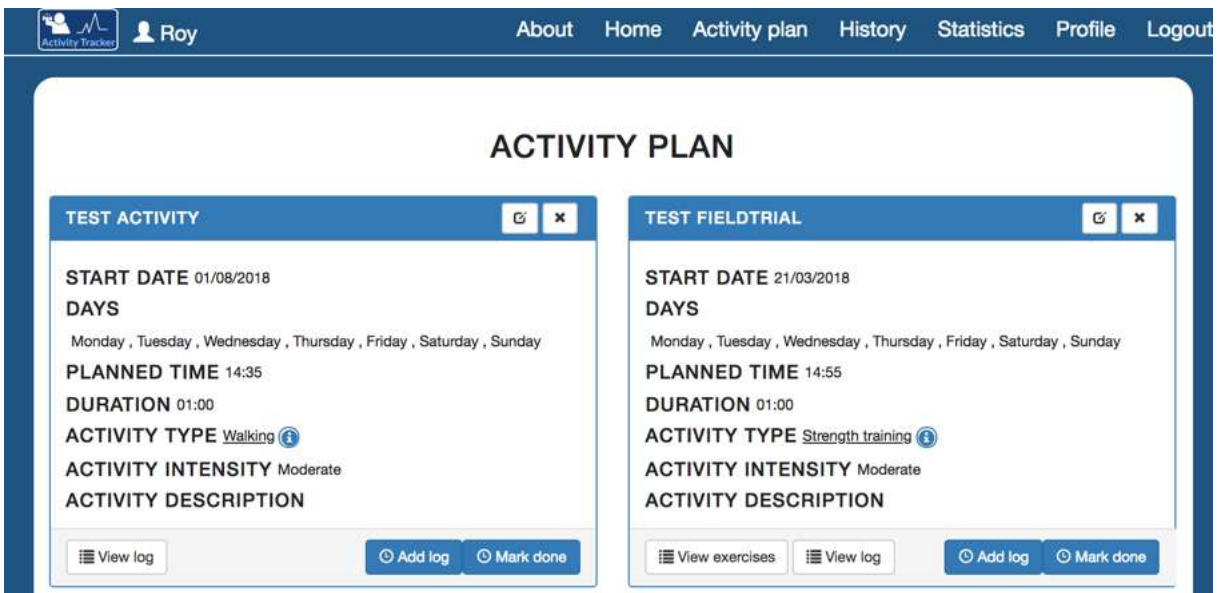 Activity Tracker
Roy
About Home Activity plan History Statistics Profile Logout
ACTIVITY PLAN
TEST ACTIVITY
START DATE 01/08/2018
DAYS
Monday , Tuesday , Wednesday , Thursday , Friday , Saturday , Sunday
PLANNED TIME 14:35
DURATION 01:00
ACTIVITY TYPE Walking
ACTIVITY INTENSITY Moderate
ACTIVITY DESCRIPTION
View log Add log Mark done
TEST FIELDTRIAL
START DATE 21/03/2018
DAYS
Monday , Tuesday , Wednesday , Thursday , Friday , Saturday , Sunday
PLANNED TIME 14:55
DURATION 01:00
ACTIVITY TYPE Strength training
ACTIVITY INTENSITY Moderate
ACTIVITY DESCRIPTION
View exercises View log Add log Mark done